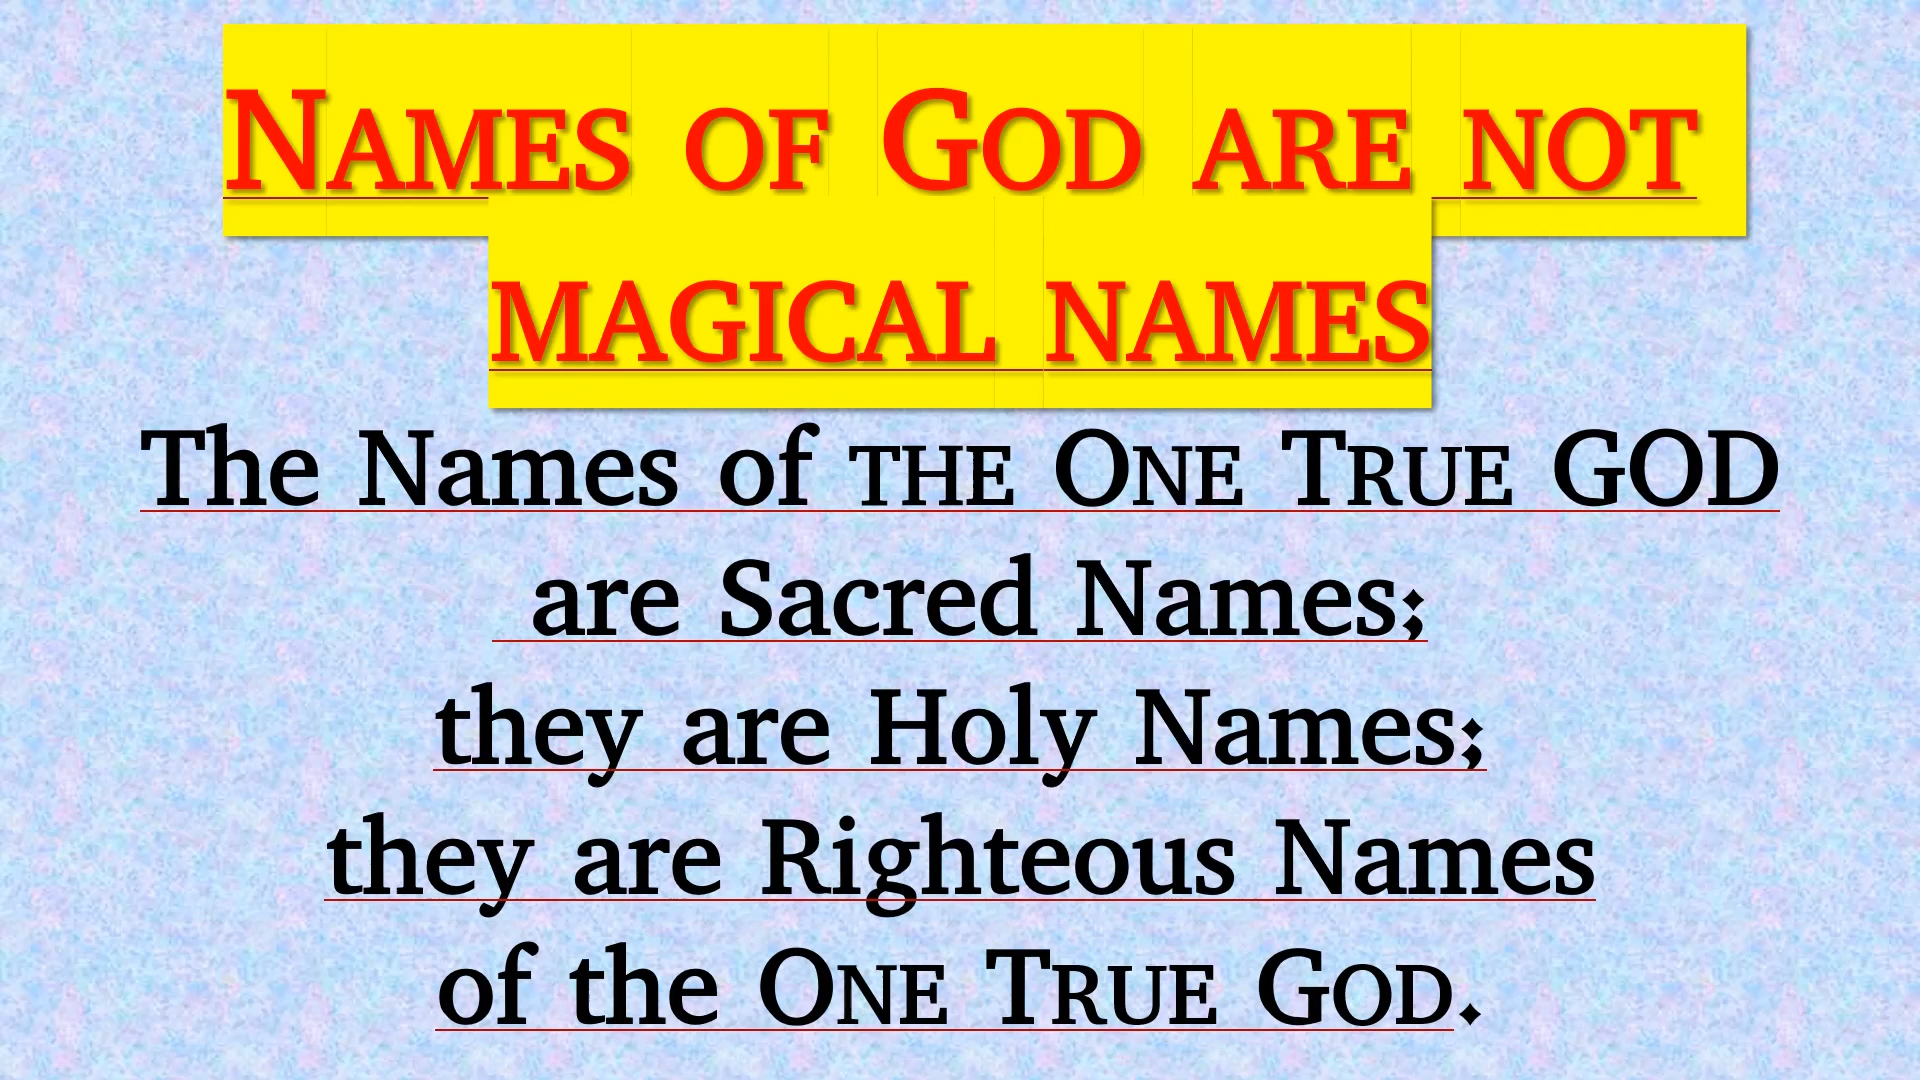 Names of God are not
magical names
The Names of the One True GOD
are Sacred Names;
they are Holy Names;
they are Righteous Names
of the One True God.